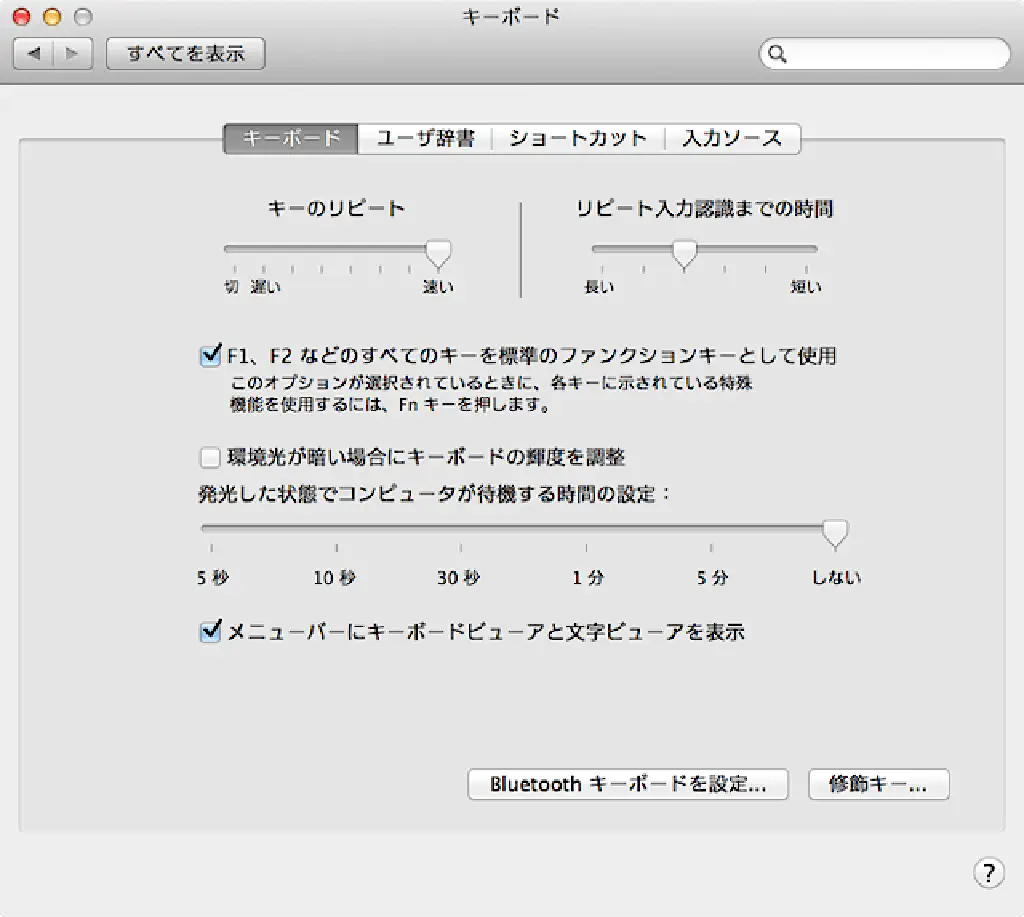 キーボード
すべてを表示
キーボード ユーザ辞書 ショートカット 入力ソース
キーのリピート リピート入力認識までの時間
切 遅い 速い 長い 短い
F1、F2 などのすべてのキーを標準のファンクションキーとして使用
このオプションが選択されているときに、各キーに示されている特殊
機能を使用するには、Fn キーを押します。
環境光が暗い場合にキーボードの輝度を調整
発光した状態でコンピュータが待機する時間の設定：
5 秒 10 秒 30 秒 1 分 5 分 しない
メニューバーにキーボードビューアと文字ビューアを表示
Bluetooth キーボードを設定... 修飾キー...
?